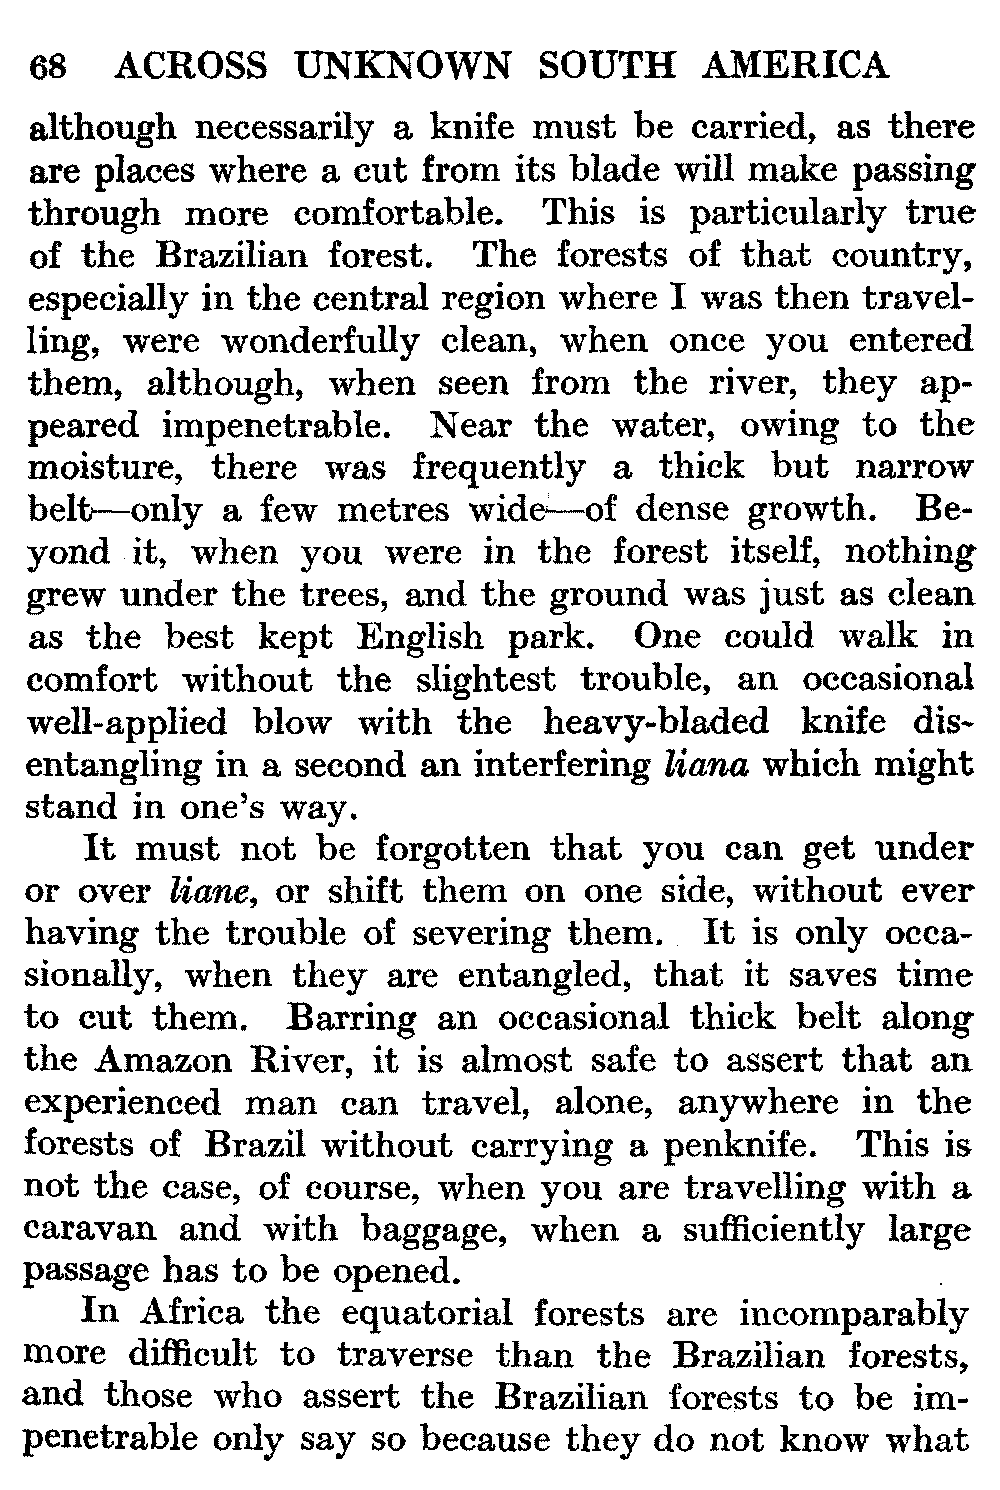 68 ACROSS UNKNOWN SOUTH AMERICA
although necessarily a knife must be carried, as there
are places where a cut from its blade will make passing
through more comfortable. This is particularly true
of the Brazilian forest. The forests of that country,
especially in the central region where I was then travel-
ling, were wonderfully clean, when once you entered
them, although, when seen from the river, they ap-
peared impenetrable. Near the water, owing to the
moisture, there was frequently a thick but narrow
belt—only a few metres wide—of dense growth. Be-
yond it, when you were in the forest itself, nothing
grew under the trees, and the ground was just as clean
as the best kept English park. One could walk in
comfort without the slightest trouble, an occasional
well-applied blow with the heavy-bladed knife dis-
entangling in a second an interfering liana which might
stand in one's way.
It must not be forgotten that you can get under
or over liane, or shift them on one side, without ever
having the trouble of severing them. It is only occa-
sionally, when they are entangled, that it saves time
to cut them. Barring an occasional thick belt along
the Amazon River, it is almost safe to assert that an
experienced man can travel, alone, anywhere in the
forests of Brazil without carrying a penknife. This is
not the case, of course, when you are travelling with a
caravan and with baggage, when a sufficiently large
passage has to be opened.
In Africa the equatorial forests are incomparably
more difficult to traverse than the Brazilian forests,
and those who assert the Brazilian forests to be im-
penetrable only say so because they do not know what